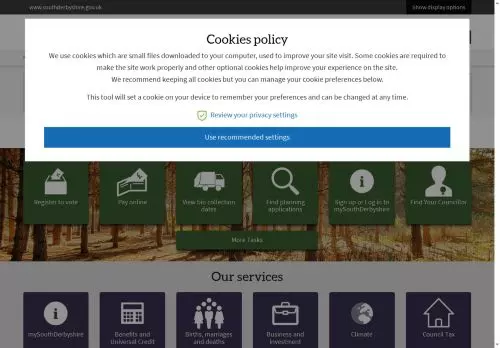 www.southderbyshire.gov.uk
Show display options
Cookies policy
We use cookies which are small files downloaded to your computer, used to improve your site visit. Some cookies are required to
make the site work properly and other optional cookies help improve your experience on the site.
We recommend keeping all cookies but you can manage your cookie preferences below.
This tool will set a cookie on your device to remember your preferences and can be changed at any time.
Review your privacy settings
Use recommended settings
Register to vote
Pay online
View bin collection
dates
Find planning
applications
Sign up or Log in to
mySouthDerbyshire
Find Your Councillor
More Tasks
Our services
mySouthDerbyshire
Benefits and
Universal Credit
Births, marriages
and deaths
Business and
investment
Climate
Council Tax